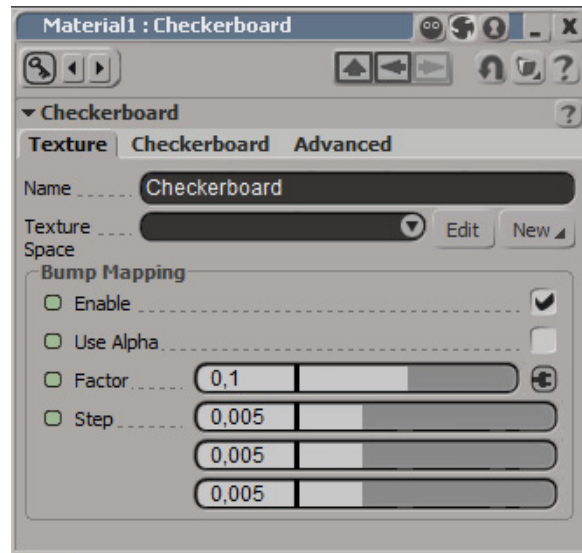 Material1 : Checkerboard
Checkerboard
Texture Checkerboard Advanced
Name Checkerboard
Texture Space Edit New
Bump Mapping
Enable
Use Alpha
Factor 0,1
Step 0,005
0,005
0,005